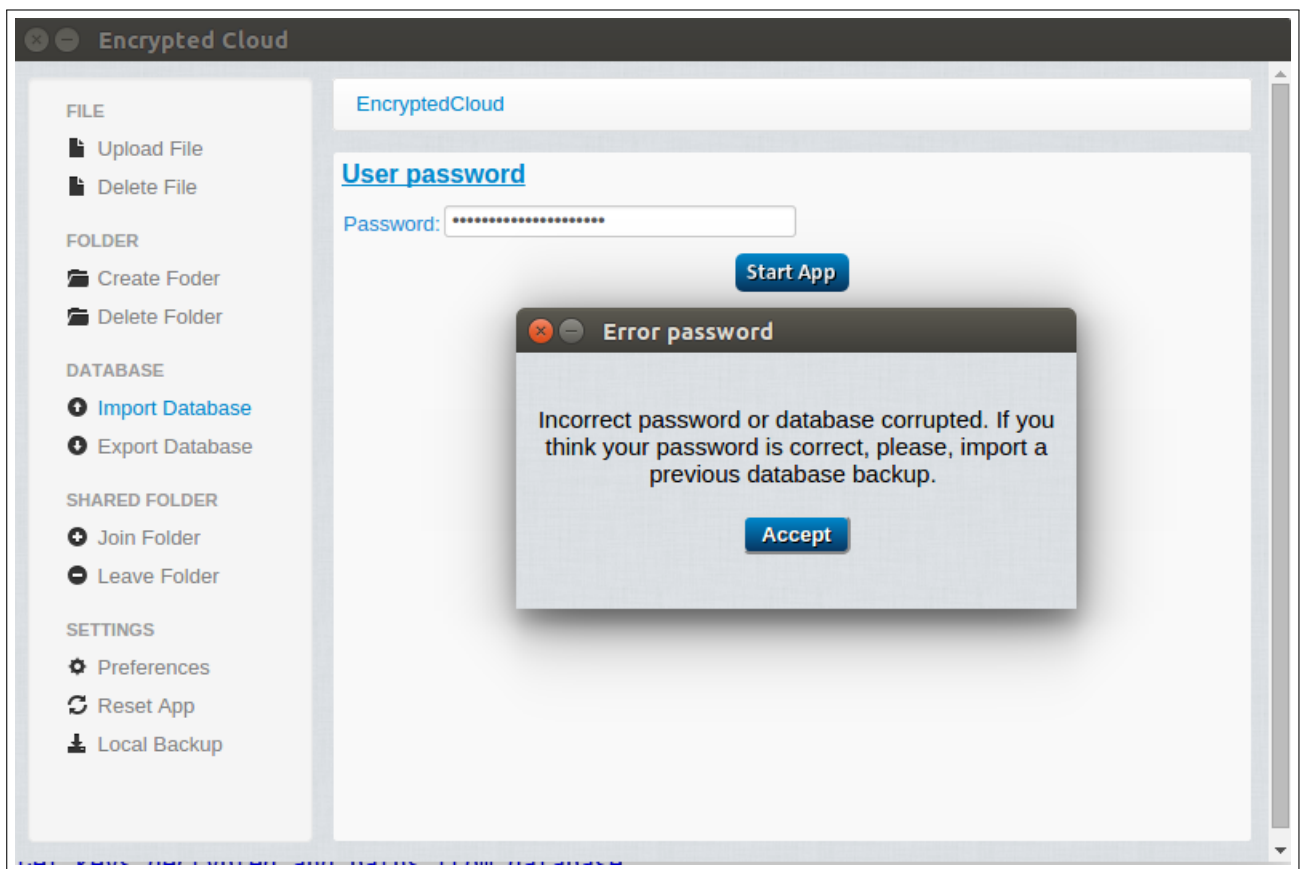 Encrypted Cloud
FILE
Upload File
Delete File
FOLDER
Create Foder
Delete Folder
DATABASE
Import Database
Export Database
SHARED FOLDER
Join Folder
Leave Folder
SETTINGS
Preferences
Reset App
Local Backup
EncryptedCloud
User password
Password:
Start App
Error password
Incorrect password or database corrupted. If you
think your password is correct, please, import a
previous database backup.
Accept